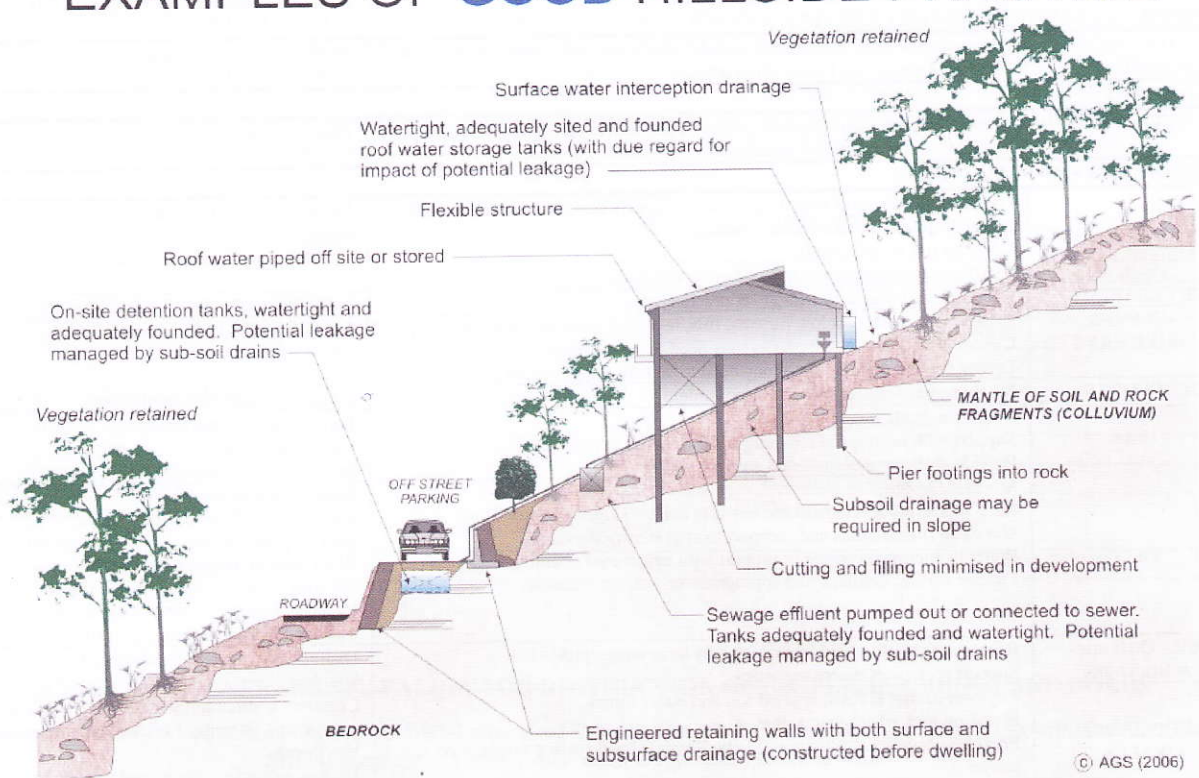 EXAMPLES OF GOOD
Vegetation retained
Surface water interception drainage
Watertight, adequately sited and founded
roof water storage tanks (with due regard for
impact of potential leakage)
Flexible structure
Roof water piped off site or stored
On-site detention tanks, watertight and
adequately founded. Potential leakage
managed by sub-soil drains
Vegetation retained
OFF STREET
PARKING
MANTLE OF SOIL AND ROCK
FRAGMENTS (COLLUVIUM)
Pier footings into rock
Subsoil drainage may be
required in slope
Cutting and filling minimised in development
ROADWAY
Sewage effluent pumped out or connected to sewer.
Tanks adequately founded and watertight. Potential
leakage managed by sub-soil drains
BEDROCK
Engineered retaining walls with both surface and
subsurface drainage (constructed before dwelling)
© AGS (2006)